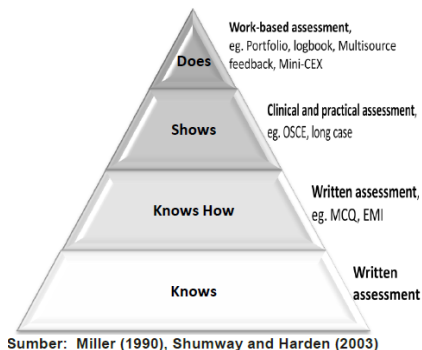 Work-based assessment,
eg. Portfolio, logbook, Multisource
feedback, Mini-CEX
Does
Clinical and practical assessment,
eg. OSCE, long case
Shows
Written assessment,
eg. MCQ, EMI
Knows How
Written
assessment
Knows
Sumber: Miller (1990), Shumway and Harden (2003)